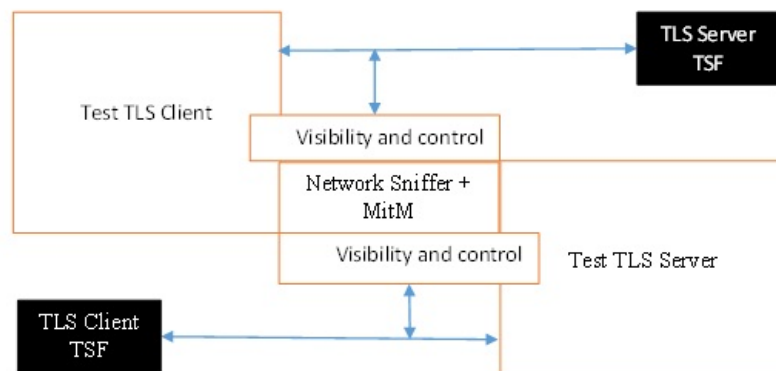 TLS Server
TSF
Test TLS Client
Visibility and control
Network Sniffer +
MitM
Visibility and control
Test TLS Server
TLS Client
TSF